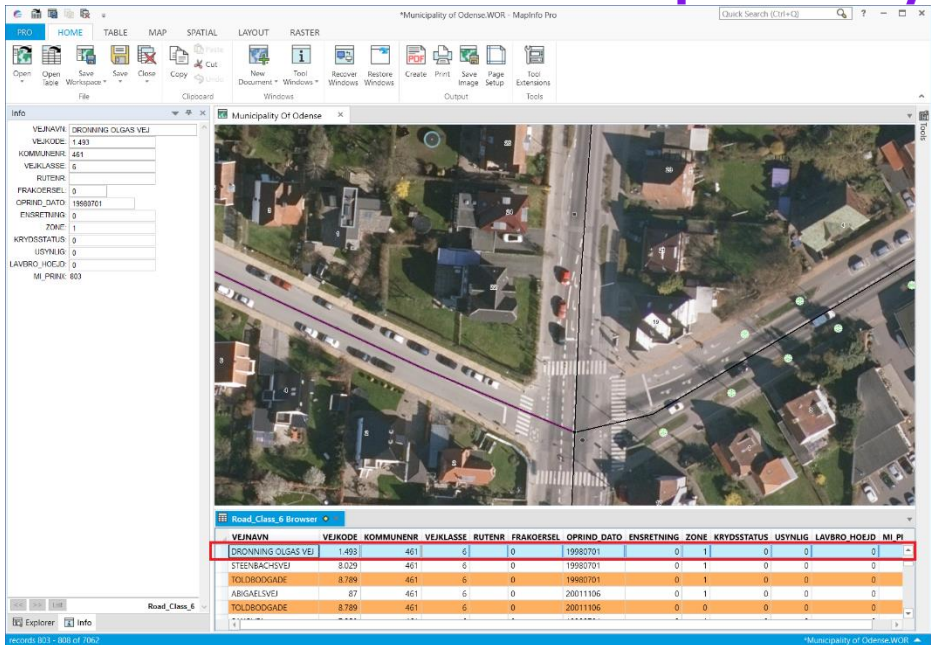 *Municipality of Odense.WOR - MapInfo Pro
Quick Search (Ctrl+Q)
PRO HOME TABLE MAP SPATIAL LAYOUT RASTER
Open Open Table Save Workspace Save Close Copy Paste Cut Undo New Document Tool Windows Recover Windows Restore Windows Create Print Save Image Page Setup Tool Extensions
File Clipboard Windows Output Tools
Info
Municipality Of Odense
Tools
VEJNAVN: DRONNING OLGAS VEJ
VEJKODE: 1.493
KOMMUNENR: 461
VEJKLASSE: 6
RUTENR:
FRAKOERSEL: 0
OPRIND_DATO: 19980701
ENSRETNING: 0
ZONE: 1
KRYDSSTATUS: 0
USYNLIG: 0
LAVBRO_HOEJD: 0
MI_PRINX: 803
Road_Class_6 Browser
VEJNAVN VEJKODE KOMMUNENR VEJKLASSE RUTENR FRAKOERSEL OPRIND_DATO ENSRETNING ZONE KRYDSSTATUS USYNLIG LAVBRO_HOEJD
DRONNING OLGAS VEJ 1.493 461 6 0 19980701 0 1 0 0 0
STEENBACHSVEJ 8.029 461 6 0 19980701 0 1 0 0 0
TOLDBODGADE 8.789 461 6 0 19980701 0 1 0 0 0
ABIGAELSVEJ 87 461 6 0 20011106 0 1 0 0 0
TOLDBODGADE 8.789 461 6 0 20011106 0 0 0 0 0
<< >> List Road_Class_6
Explorer Info
records 803 - 808 of 7062
*Municipality of Odense.WOR